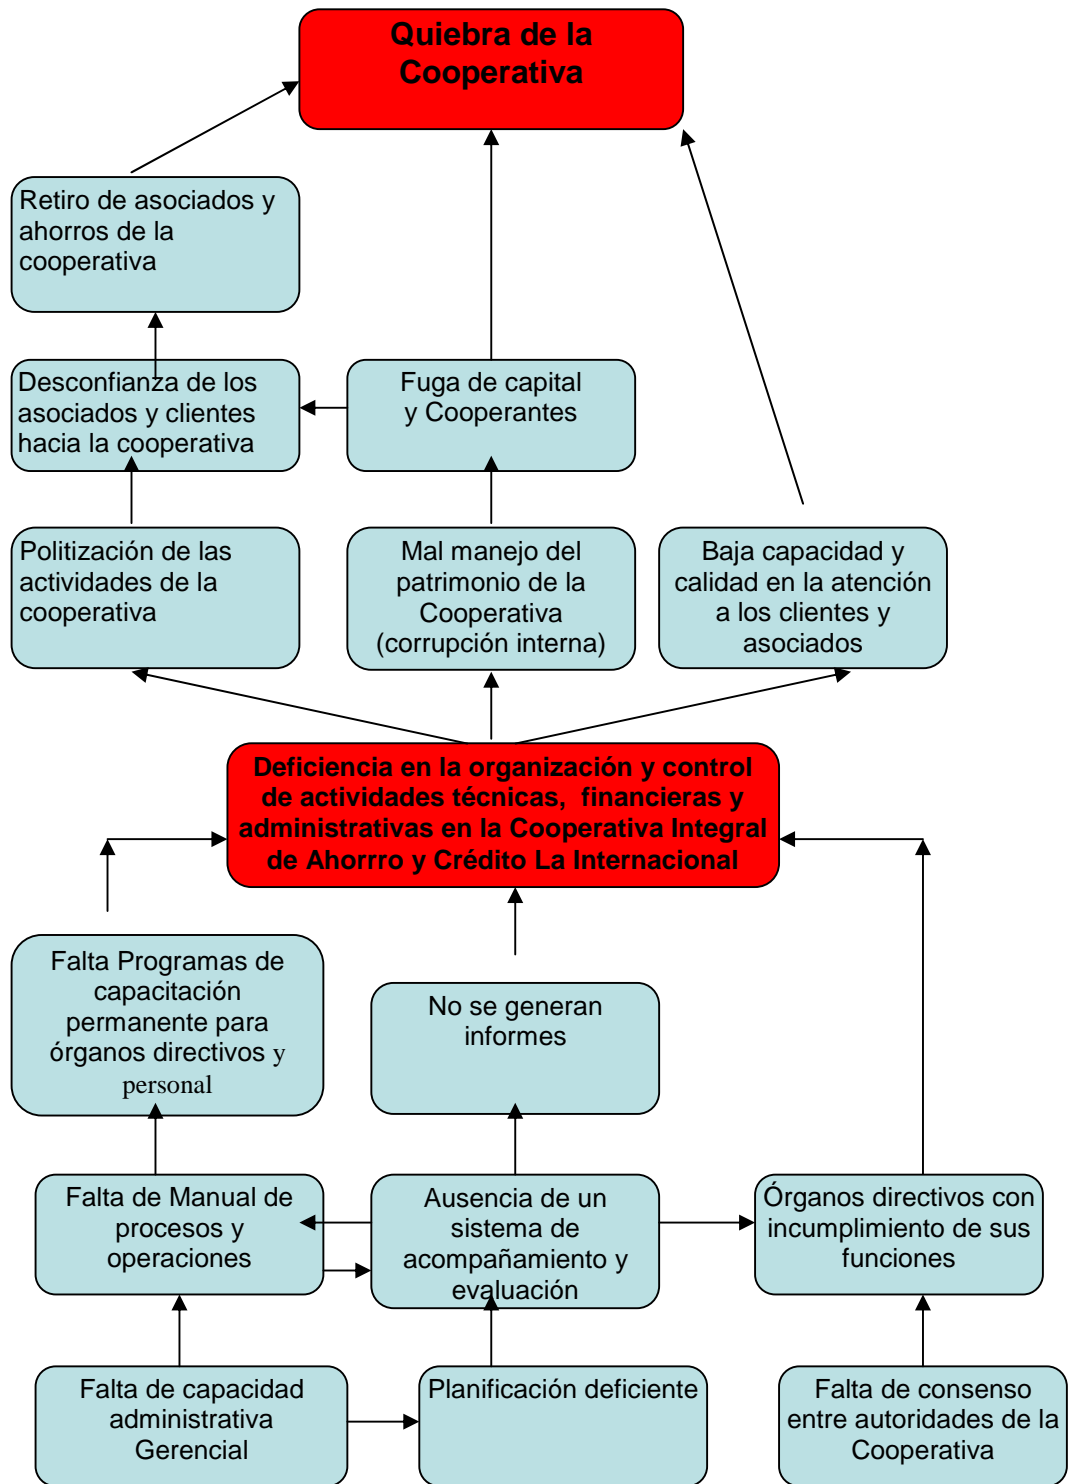 Quiebra de la
Cooperativa
Retiro de asociados y
ahorros de la
cooperativa
Desconfianza de los
asociados y clientes
hacia la cooperativa
Fuga de capital
y Cooperantes
Politización de las
actividades de la
cooperativa
Mal manejo del
patrimonio de la
Cooperativa
(corrupción interna)
Baja capacidad y
calidad en la atención
a los clientes y
asociados
Deficiencia en la organización y control
de actividades técnicas, financieras y
administrativas en la Cooperativa Integral
de Ahorrro y Crédito La Internacional
Falta Programas de
capacitación
permanente para
órganos directivos y
personal
No se generan
informes
Falta de Manual de
procesos y
operaciones
Ausencia de un
sistema de
acompañamiento y
evaluación
Órganos directivos con
incumplimiento de sus
funciones
Falta de capacidad
administrativa
Gerencial
Planificación deficiente
Falta de consenso
entre autoridades de la
Cooperativa